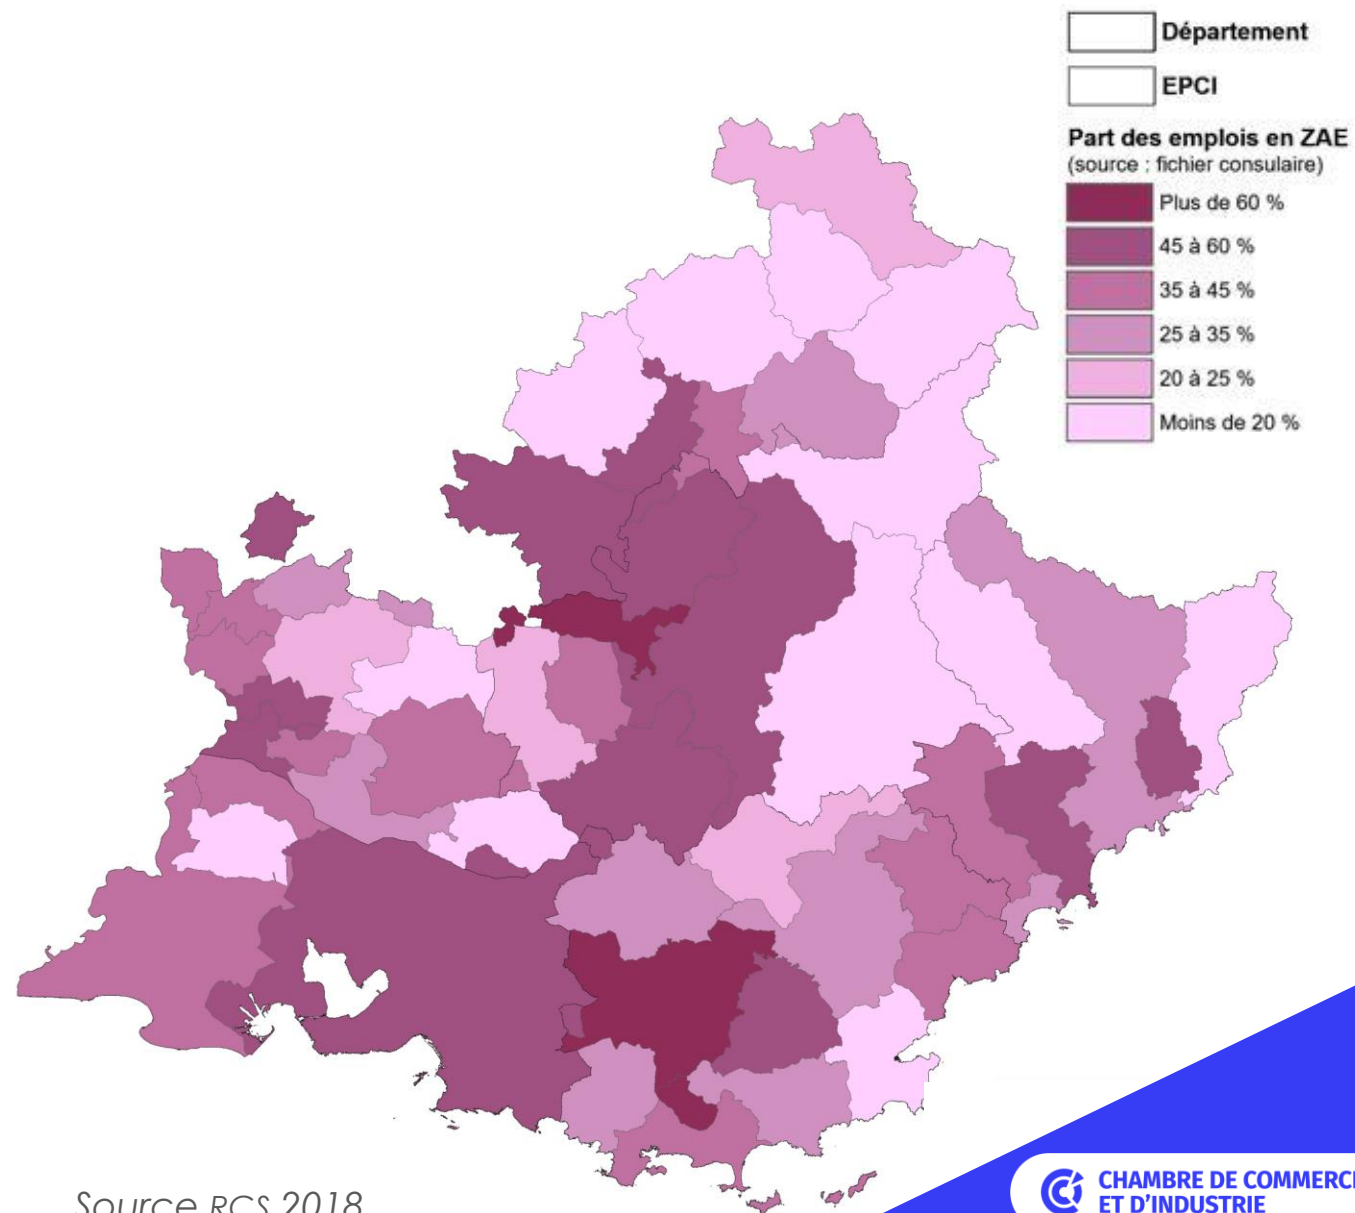 Département
EPCI
Part des emplois en ZAE
(source : fichier consulaire)
Plus de 60 %
45 à 60 %
35 à 45 %
25 à 35 %
20 à 25 %
Moins de 20 %
Source RCS 2018
CHAMBRE DE COMMERCE
ET D'INDUSTRIE